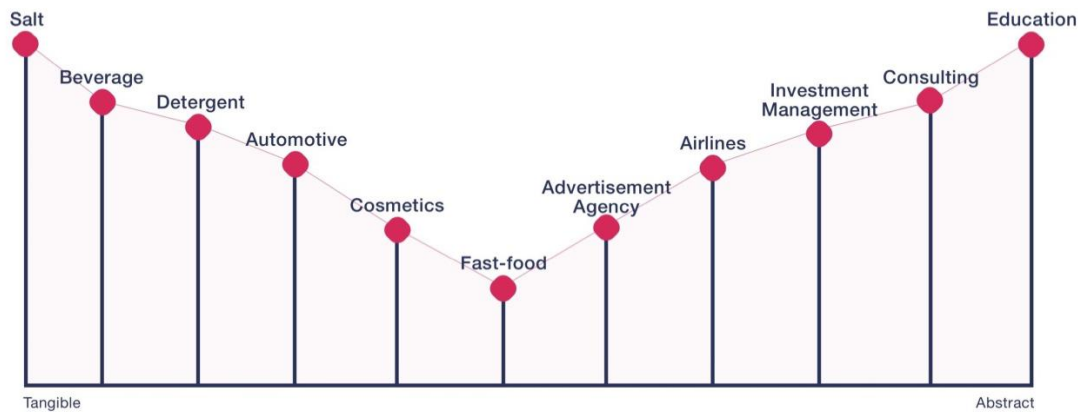 Salt
Education
Beverage
Detergent
Automotive
Cosmetics
Fast-food
Advertisement
Agency
Airlines
Investment
Management
Consulting
Tangible
Abstract